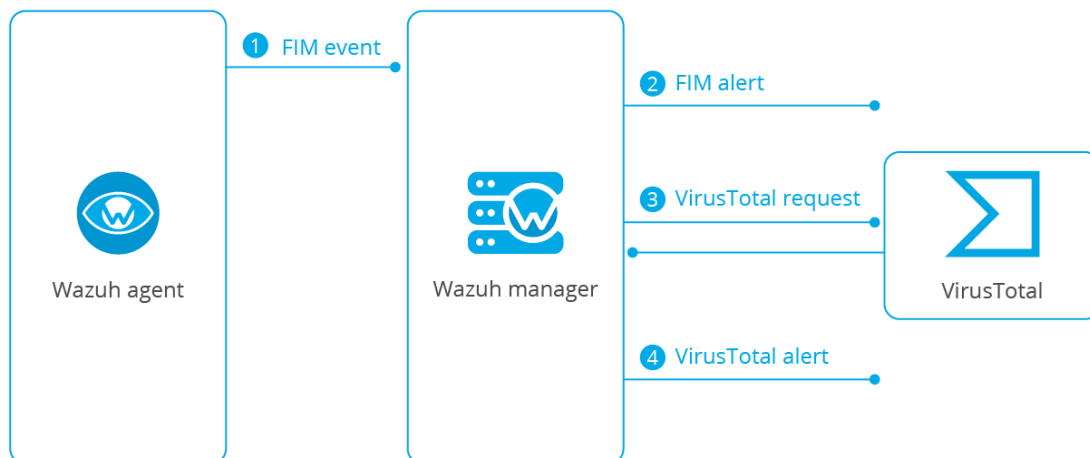 1 FIM event
2 FIM alert
3 VirusTotal request
Wazuh agent
Wazuh manager
VirusTotal
4 VirusTotal alert